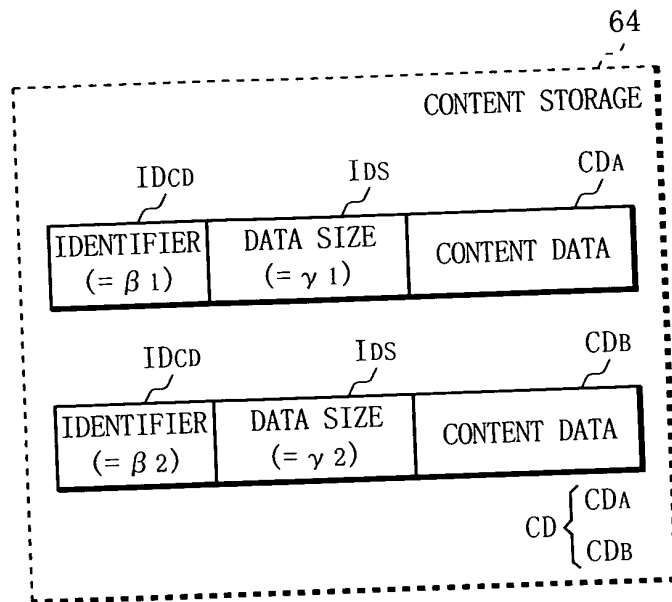 64
CONTENT STORAGE
IDCD IDS CDA
IDENTIFIER DATA SIZE CONTENT DATA
(= β 1) (= γ 1)
IDCD IDS CDB
IDENTIFIER DATA SIZE CONTENT DATA
(= β 2) (= γ 2)
CD { CDA
CDB